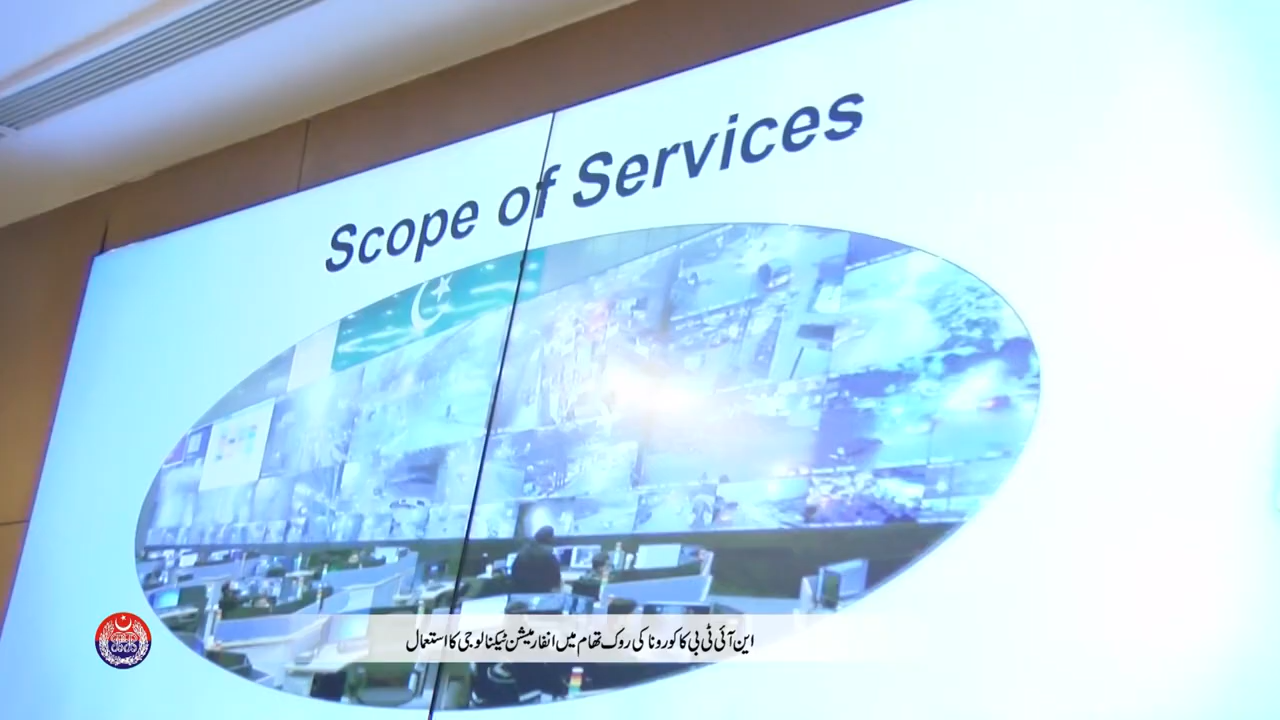 Scope of Services
این آئی ٹی بی کا کورونا کی روک تھام میں انفارمیشن ٹیکنالوجی کا استعمال